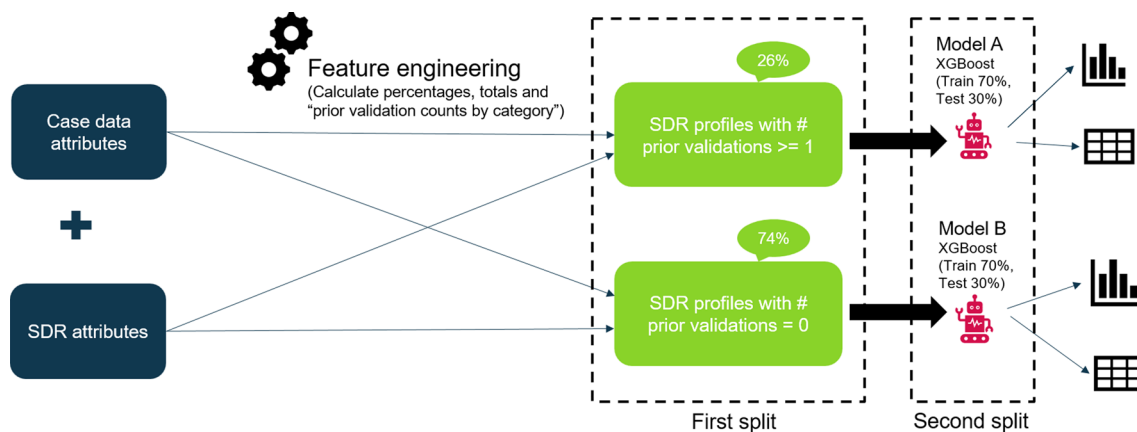 Feature engineering
(Calculate percentages, totals and
“prior validation counts by category”)
Case data
attributes
SDR attributes
26%
SDR profiles with #
prior validations >= 1
74%
SDR profiles with #
prior validations = 0
First split
Model A
XGBoost
(Train 70%,
Test 30%)
Model B
XGBoost
(Train 70%,
Test 30%)
Second split